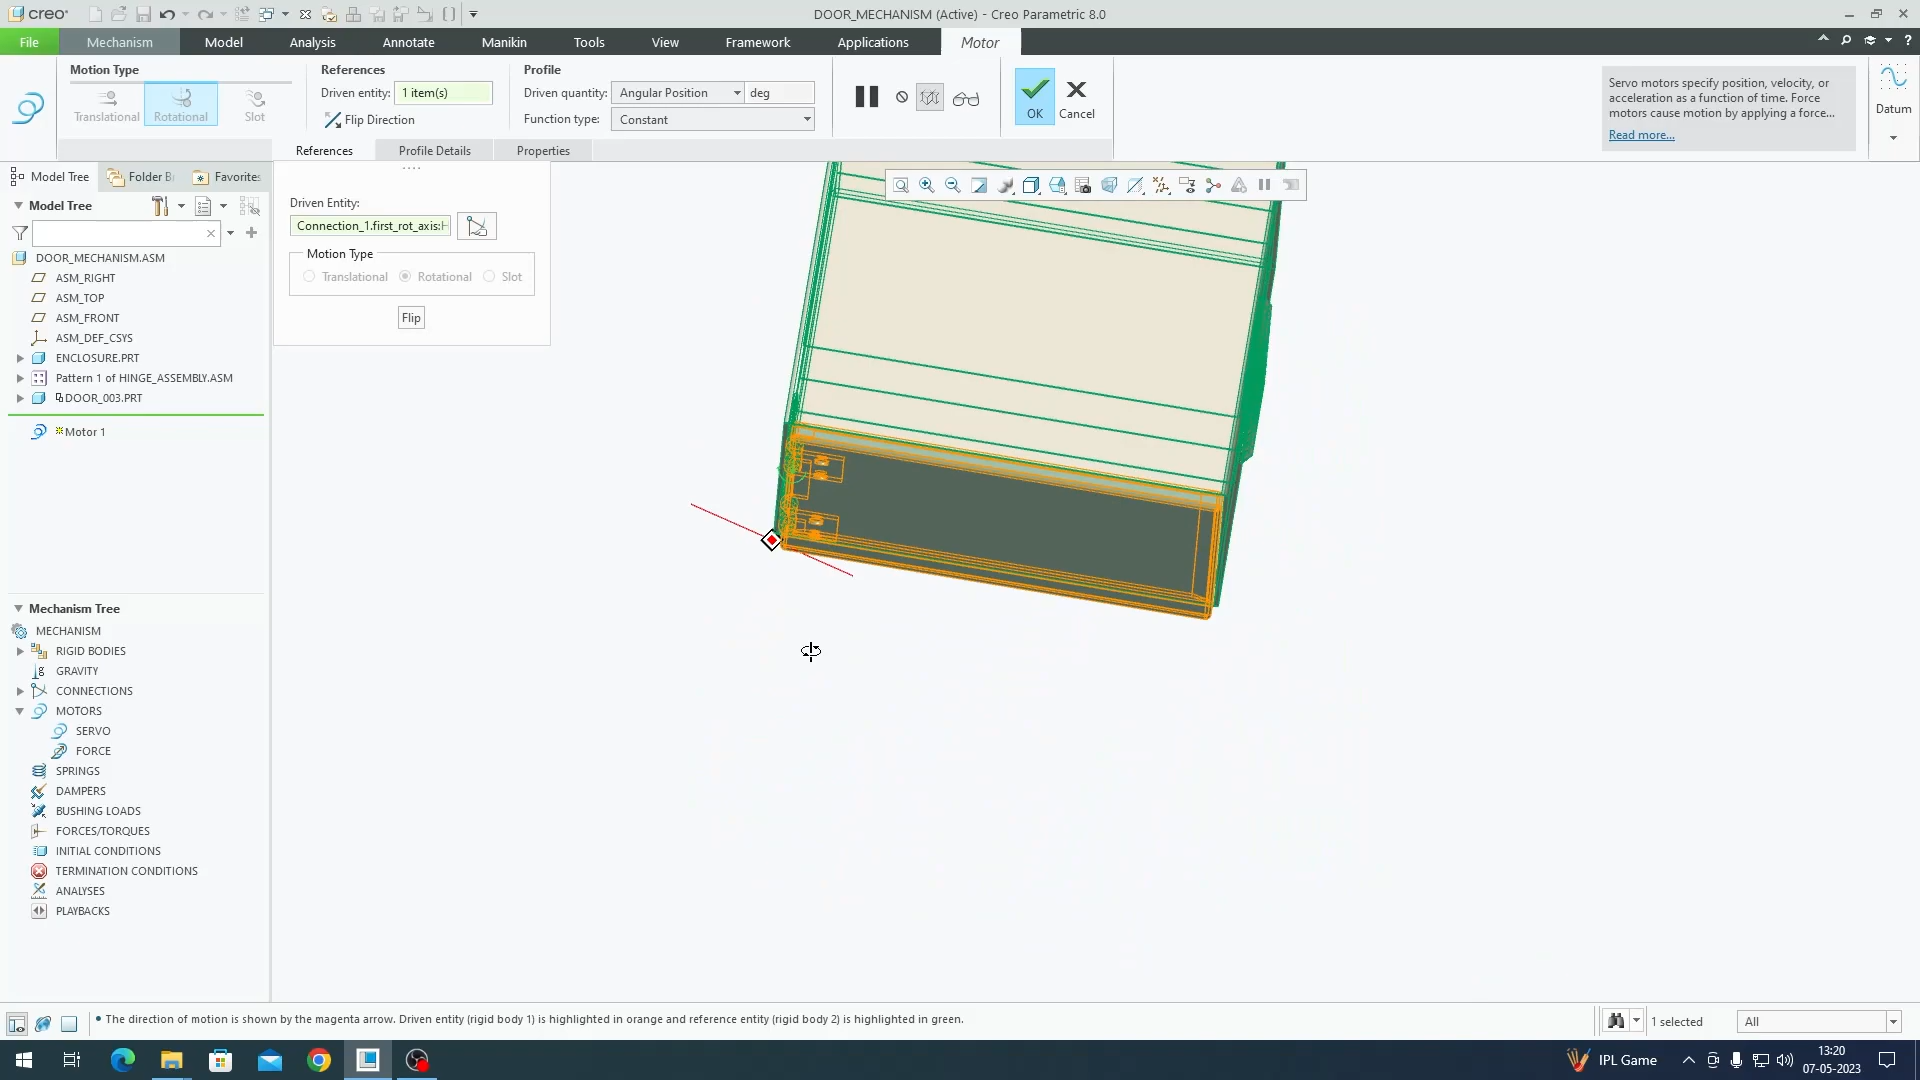 creo
DOOR_MECHANISM (Active) - Creo Parametric 8.0
File
Mechanism
Model
Analysis
Annotate
Manikin
Tools
View
Framework
Applications
Motor
Motion Type
Translational
Rotational
Slot
References
Driven entity:
1 item(s)
Flip Direction
Profile
Driven quantity:
Angular Position
deg
Function type:
Constant
OK
Cancel
Servo motors specify position, velocity, or
acceleration as a function of time. Force
motors cause motion by applying a force...
Read more...
Datum
References
Profile Details
Properties
Model Tree
Folder B
Favorites
Model Tree
DOOR_MECHANISM.ASM
ASM_RIGHT
ASM_TOP
ASM_FRONT
ASM_DEF_CSYS
ENCLOSURE.PRT
Pattern 1 of HINGE_ASSEMBLY.ASM
DOOR_003.PRT
Motor 1
Driven Entity:
Connection_1.first_rot_axis:H
Motion Type
Translational
Rotational
Slot
Flip
Mechanism Tree
MECHANISM
RIGID BODIES
GRAVITY
CONNECTIONS
MOTORS
SERVO
FORCE
SPRINGS
DAMPERS
BUSHING LOADS
FORCES/TORQUES
INITIAL CONDITIONS
TERMINATION CONDITIONS
ANALYSES
PLAYBACKS
• The direction of motion is shown by the magenta arrow. Driven entity (rigid body 1) is highlighted in orange and reference entity (rigid body 2) is highlighted in green.
1 selected
All
IPL Game
13:20
07-05-2023